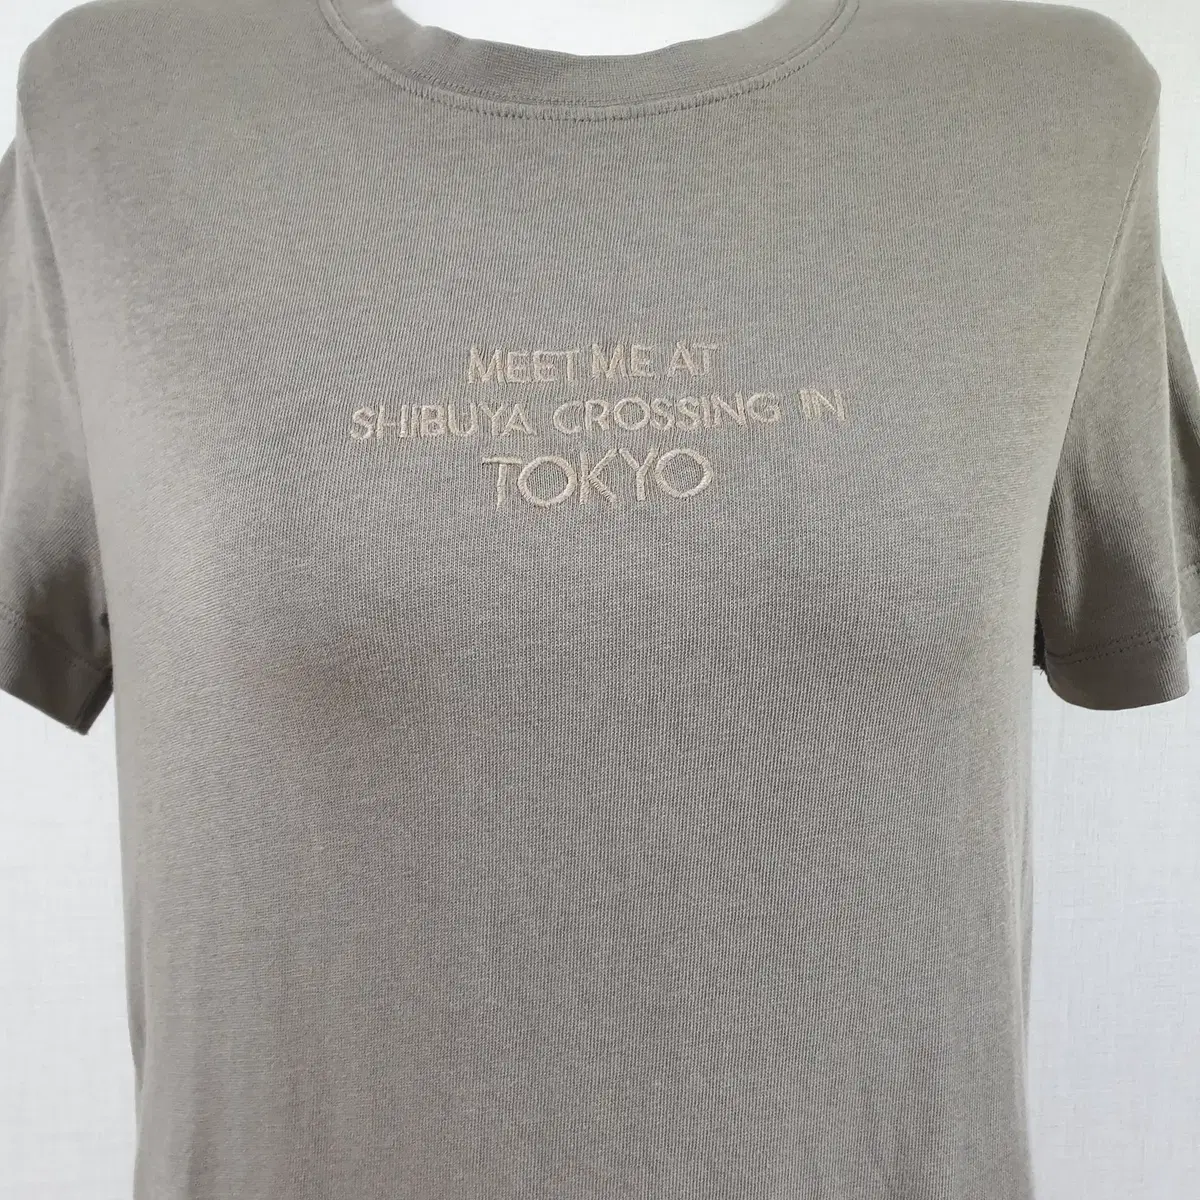 MEET ME AT
SHIBUYA CROSSING IN
TOKYO